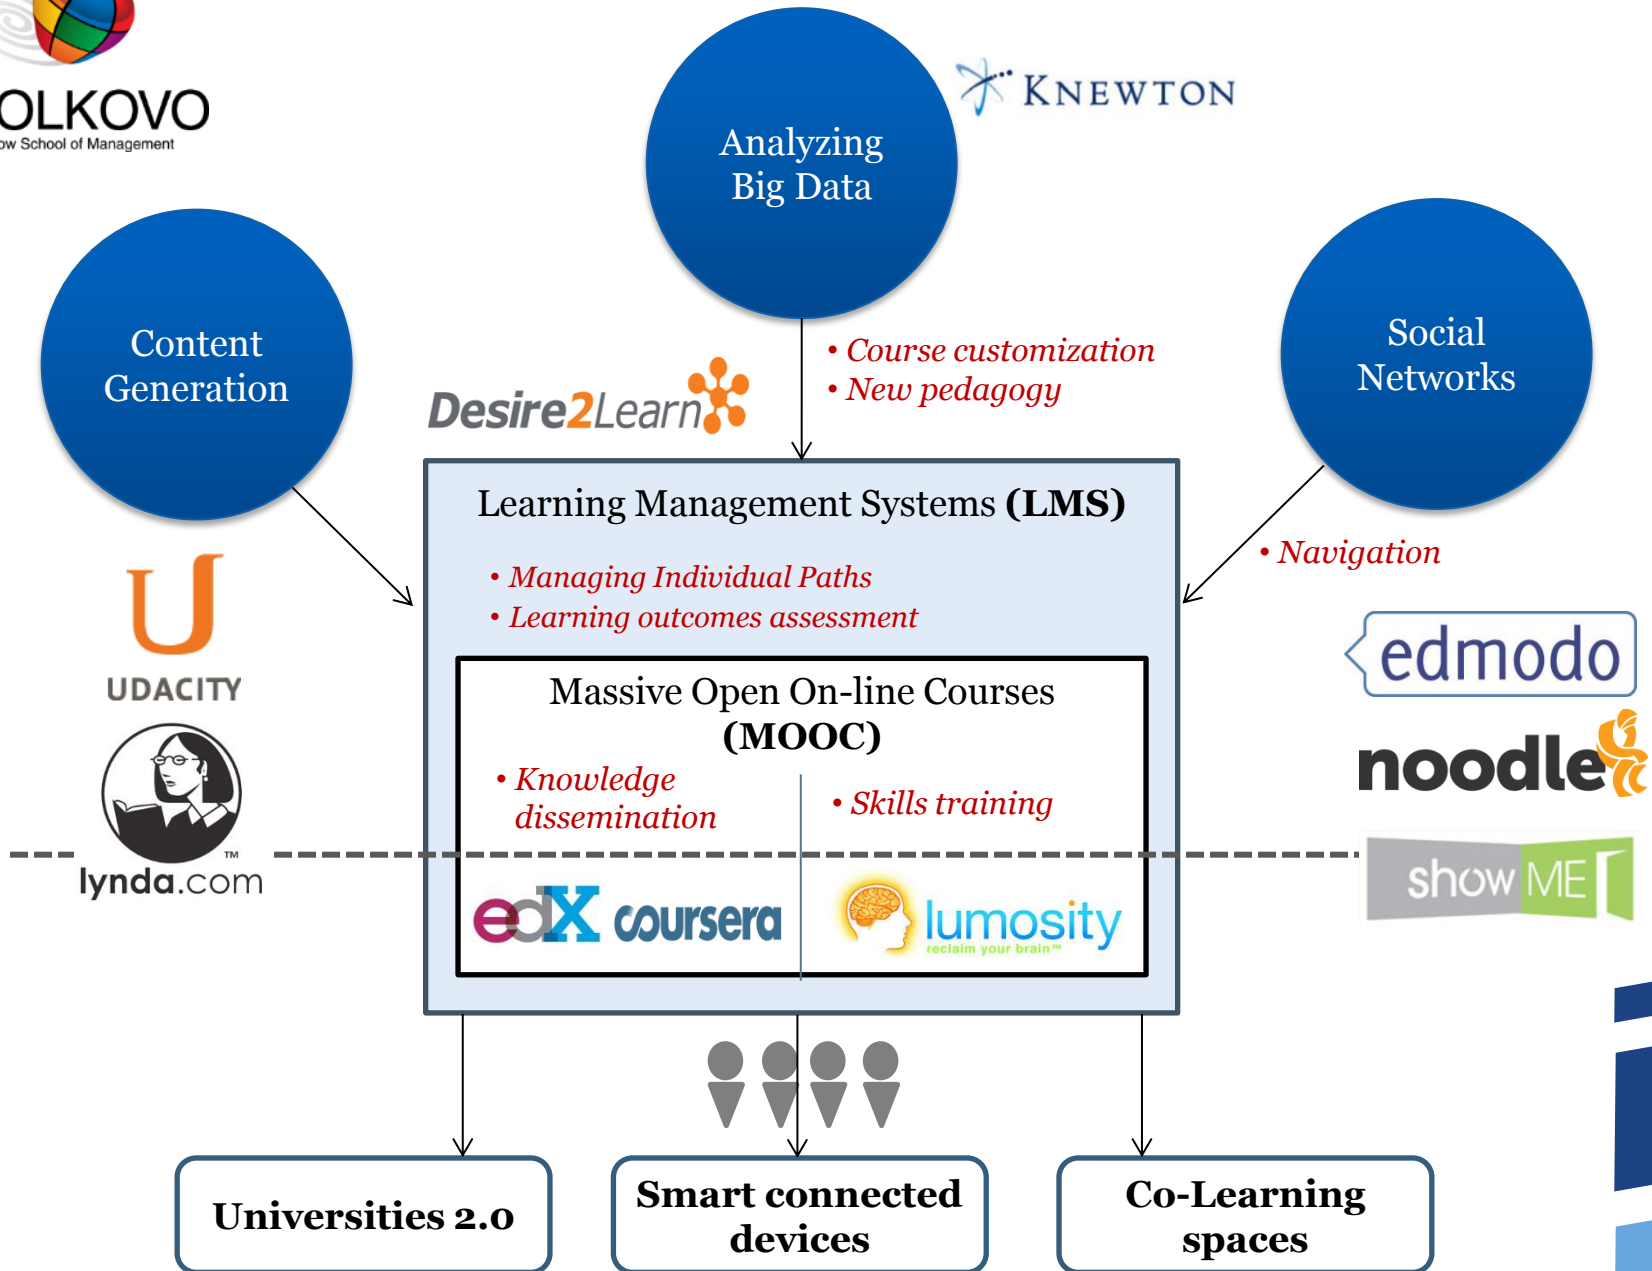 OLKOVO
ow School of Management
Analyzing
Big Data
KNEWTON
Content
Generation
Social
Networks
• Course customization
• New pedagogy
Desire2Learn
Learning Management Systems (LMS)
• Managing Individual Paths
• Learning outcomes assessment
• Navigation
U
UDACITY
edmodo
Massive Open On-line Courses
(MOOC)
• Knowledge
dissemination
• Skills training
noodle
TM
lynda.com
show ME
edX coursera
lumosity
reclaim your brain™
Universities 2.0
Smart connected
devices
Co-Learning
spaces